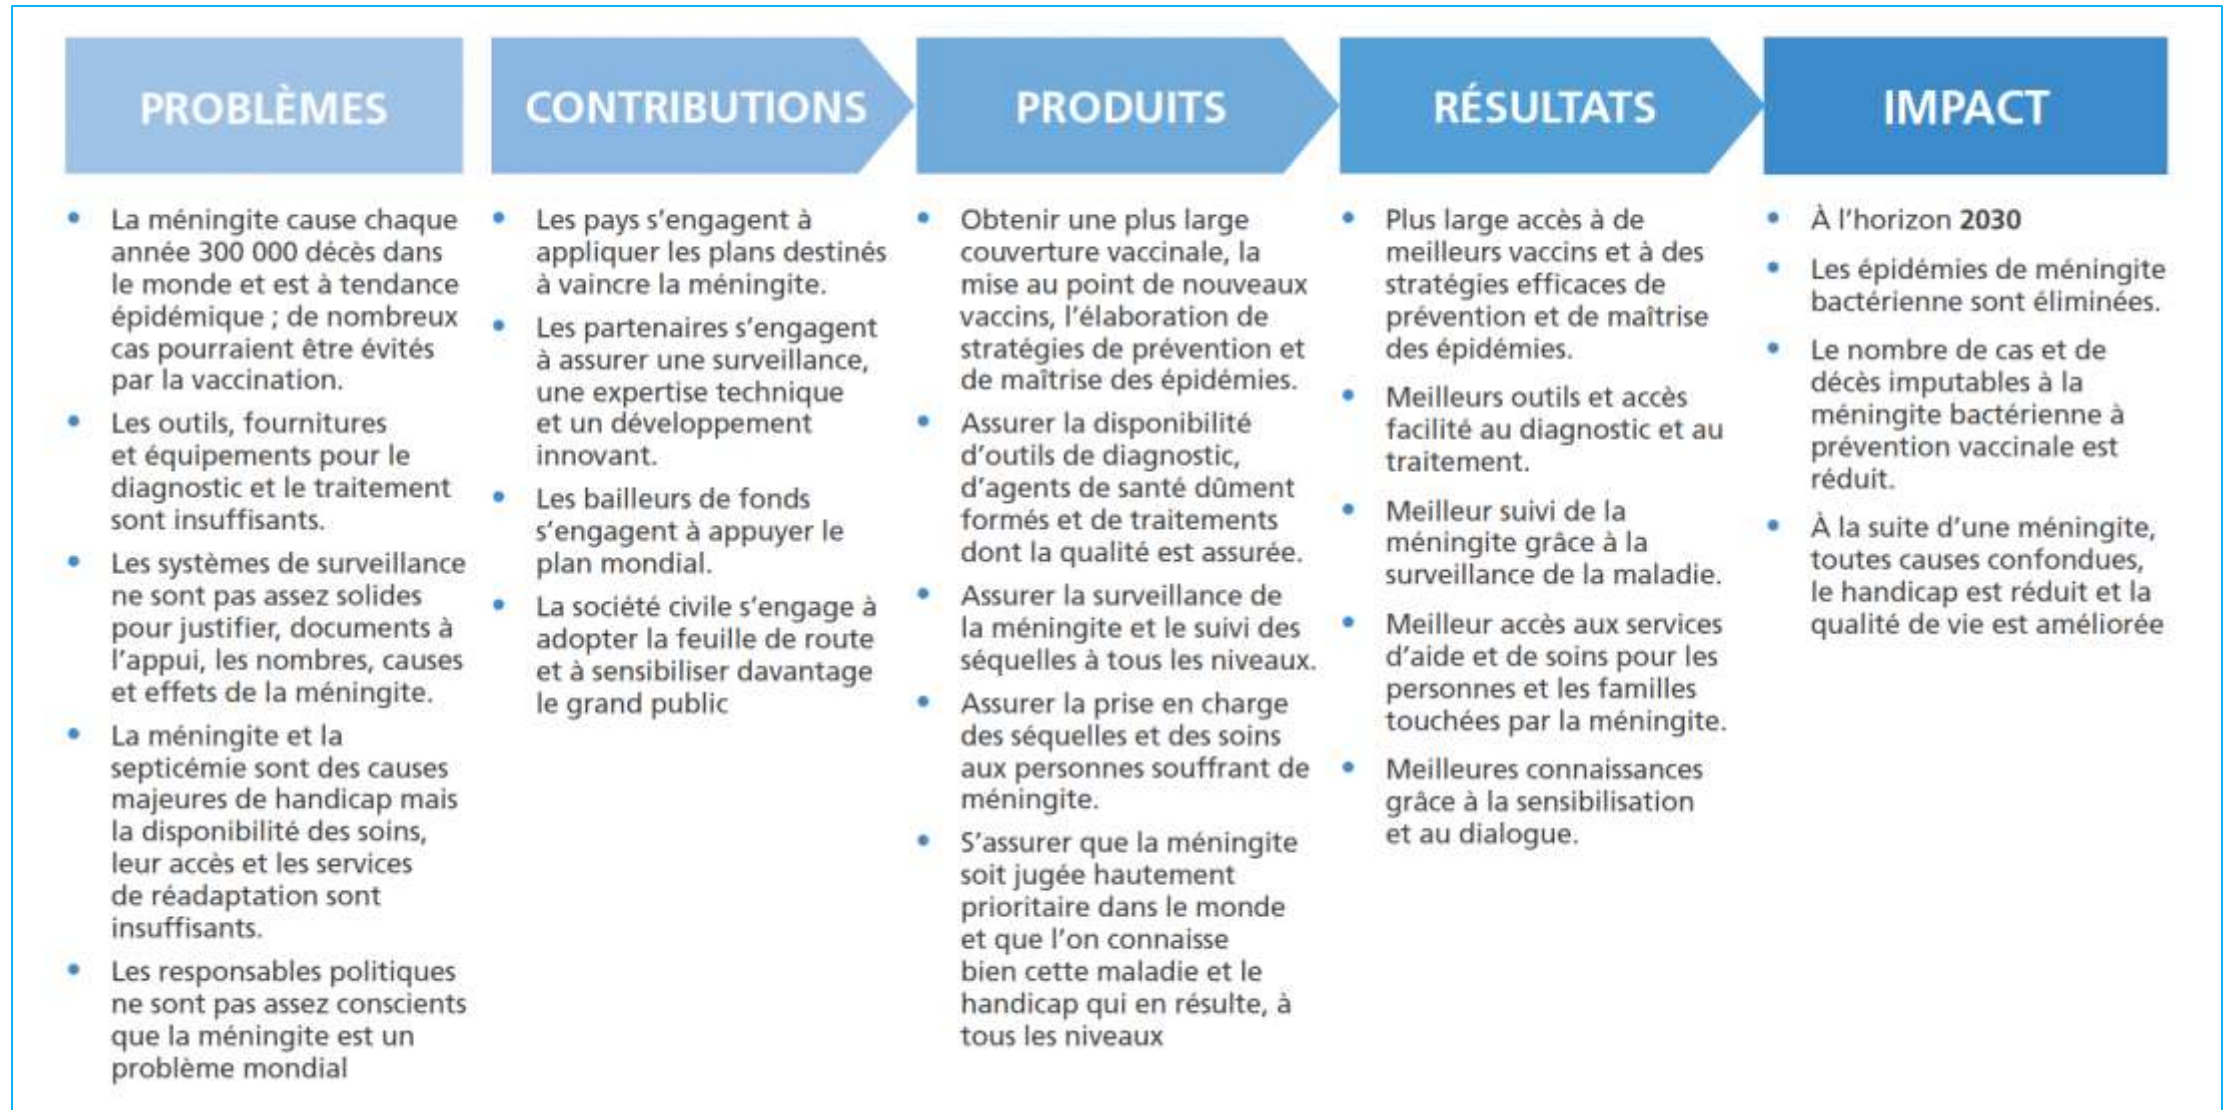 PROBLÈMES
La méningite cause chaque
année 300 000 décès dans
le monde et est à tendance
épidémique ; de nombreux
cas pourraient être évités
par la vaccination.
Les outils, fournitures
et équipements pour le
diagnostic et le traitement
sont insuffisants.
Les systèmes de surveillance
ne sont pas assez solides
pour justifier, documents à
l'appui, les nombres, causes
et effets de la méningite.
La méningite et la
septicémie sont des causes
majeures de handicap mais
la disponibilité des soins,
leur accès et les services
de réadaptation sont
insuffisants.
Les responsables politiques
ne sont pas assez conscients
que la méningite est un
problème mondial
CONTRIBUTIONS
Les pays s'engagent à
appliquer les plans destinés
à vaincre la méningite.
Les partenaires s'engagent
à assurer une surveillance,
une expertise technique
et un développement
innovant.
Les bailleurs de fonds
s'engagent à appuyer le
plan mondial.
La société civile s'engage à
adopter la feuille de route
et à sensibiliser davantage
le grand public
PRODUITS
Obtenir une plus large
couverture vaccinale, la
mise au point de nouveaux
vaccins, l'élaboration de
stratégies de prévention et
de maîtrise des épidémies.
Assurer la disponibilité
d'outils de diagnostic,
d'agents de santé dûment
formés et de traitements
dont la qualité est assurée.
Assurer la surveillance de
la méningite et le suivi des
séquelles à tous les niveaux.
Assurer la prise en charge
des séquelles et des soins
aux personnes souffrant de
méningite.
S'assurer que la méningite
soit jugée hautement
prioritaire dans le monde
et que l'on connaisse
bien cette maladie et le
handicap qui en résulte, à
tous les niveaux
RÉSULTATS
Plus large accès à de
meilleurs vaccins et à des
stratégies efficaces de
prévention et de maîtrise
des épidémies.
Meilleurs outils et accès
facilité au diagnostic et au
traitement.
Meilleur suivi de la
méningite grâce à la
surveillance de la maladie.
Meilleur accès aux services
d'aide et de soins pour les
personnes et les familles
touchées par la méningite.
Meilleures connaissances
grâce à la sensibilisation
et au dialogue.
IMPACT
À l'horizon 2030
Les épidémies de méningite
bactérienne sont éliminées.
Le nombre de cas et de
décès imputables à la
méningite bactérienne à
prévention vaccinale est
réduit.
À la suite d'une méningite,
toutes causes confondues,
le handicap est réduit et la
qualité de vie est améliorée